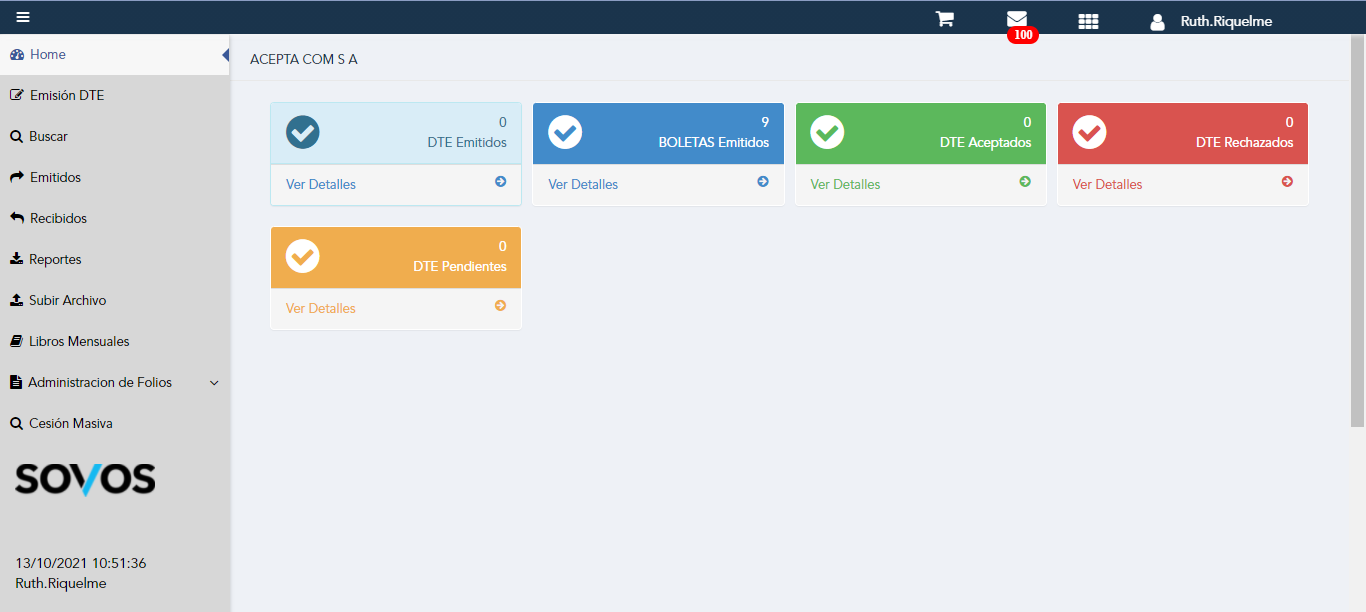 Ruth.Riquelme
100
Home
ACEPTA COM S A
Emisión DTE
Buscar
Emitidos
Recibidos
Reportes
Subir Archivo
Libros Mensuales
Administracion de Folios
Cesión Masiva
SOVOS
13/10/2021 10:51:36
Ruth.Riquelme
0
DTE Emitidos
Ver Detalles
9
BOLETAS Emitidos
Ver Detalles
0
DTE Aceptados
Ver Detalles
0
DTE Rechazados
Ver Detalles
0
DTE Pendientes
Ver Detalles